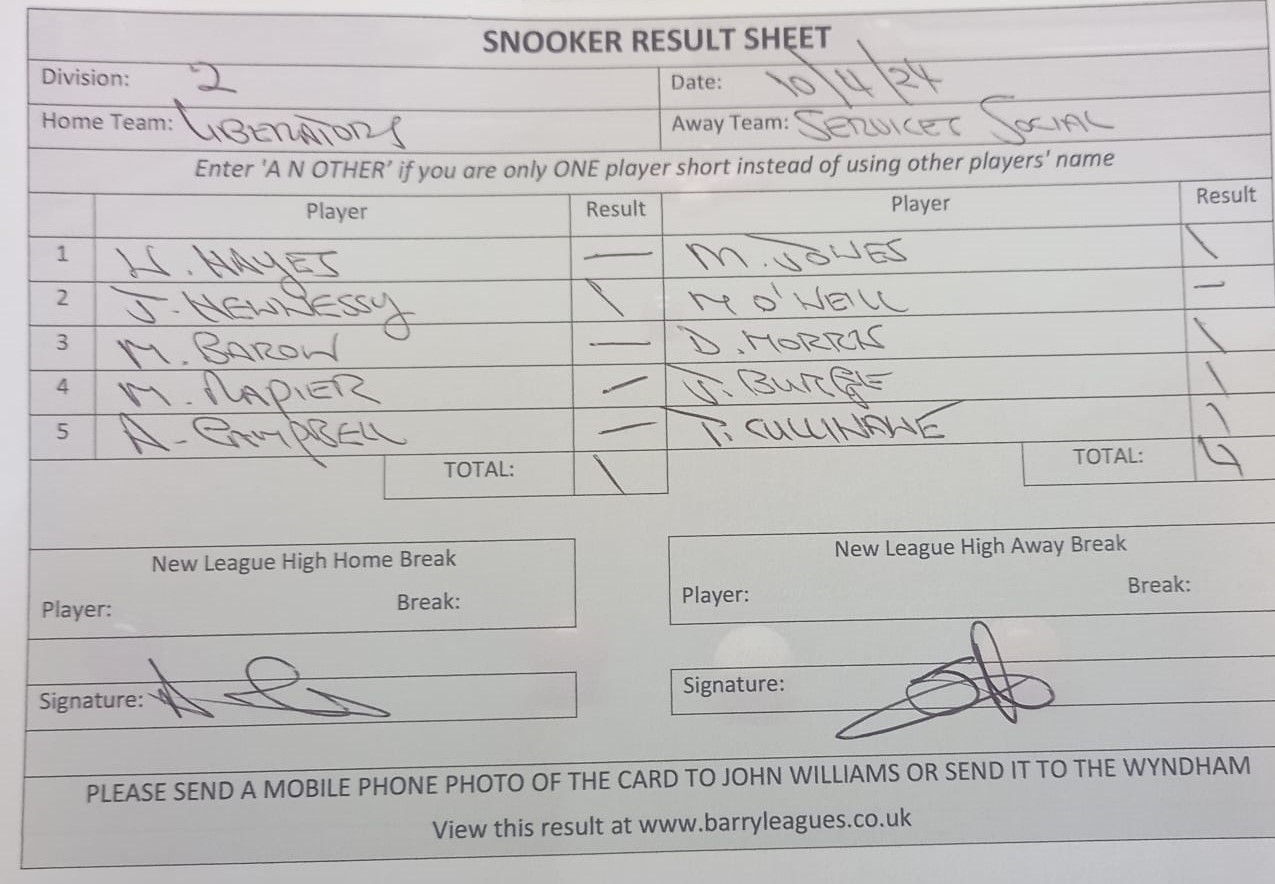 SNOOKER RESULT SHEET
Division: 2 Date: 10/4/24
Home Team: LIBERATORS Away Team: SERVICES SOCIAL
Enter 'A N OTHER' if you are only ONE player short instead of using other players' name
Player Result Player Result
1 W. HAYES — M. JONES 1
2 J. HENNESSY 1 M O'NEILL —
3 M. BARON — D. MORRIS 1
4 M. NAPIER — J. BURGE 1
5 A. CAMPBELL — P. CULLINANE 1
TOTAL: 1 TOTAL: 4
New League High Home Break New League High Away Break
Player: Break: Player: Break:
Signature: Signature:
PLEASE SEND A MOBILE PHONE PHOTO OF THE CARD TO JOHN WILLIAMS OR SEND IT TO THE WYNDHAM
View this result at www.barryleagues.co.uk